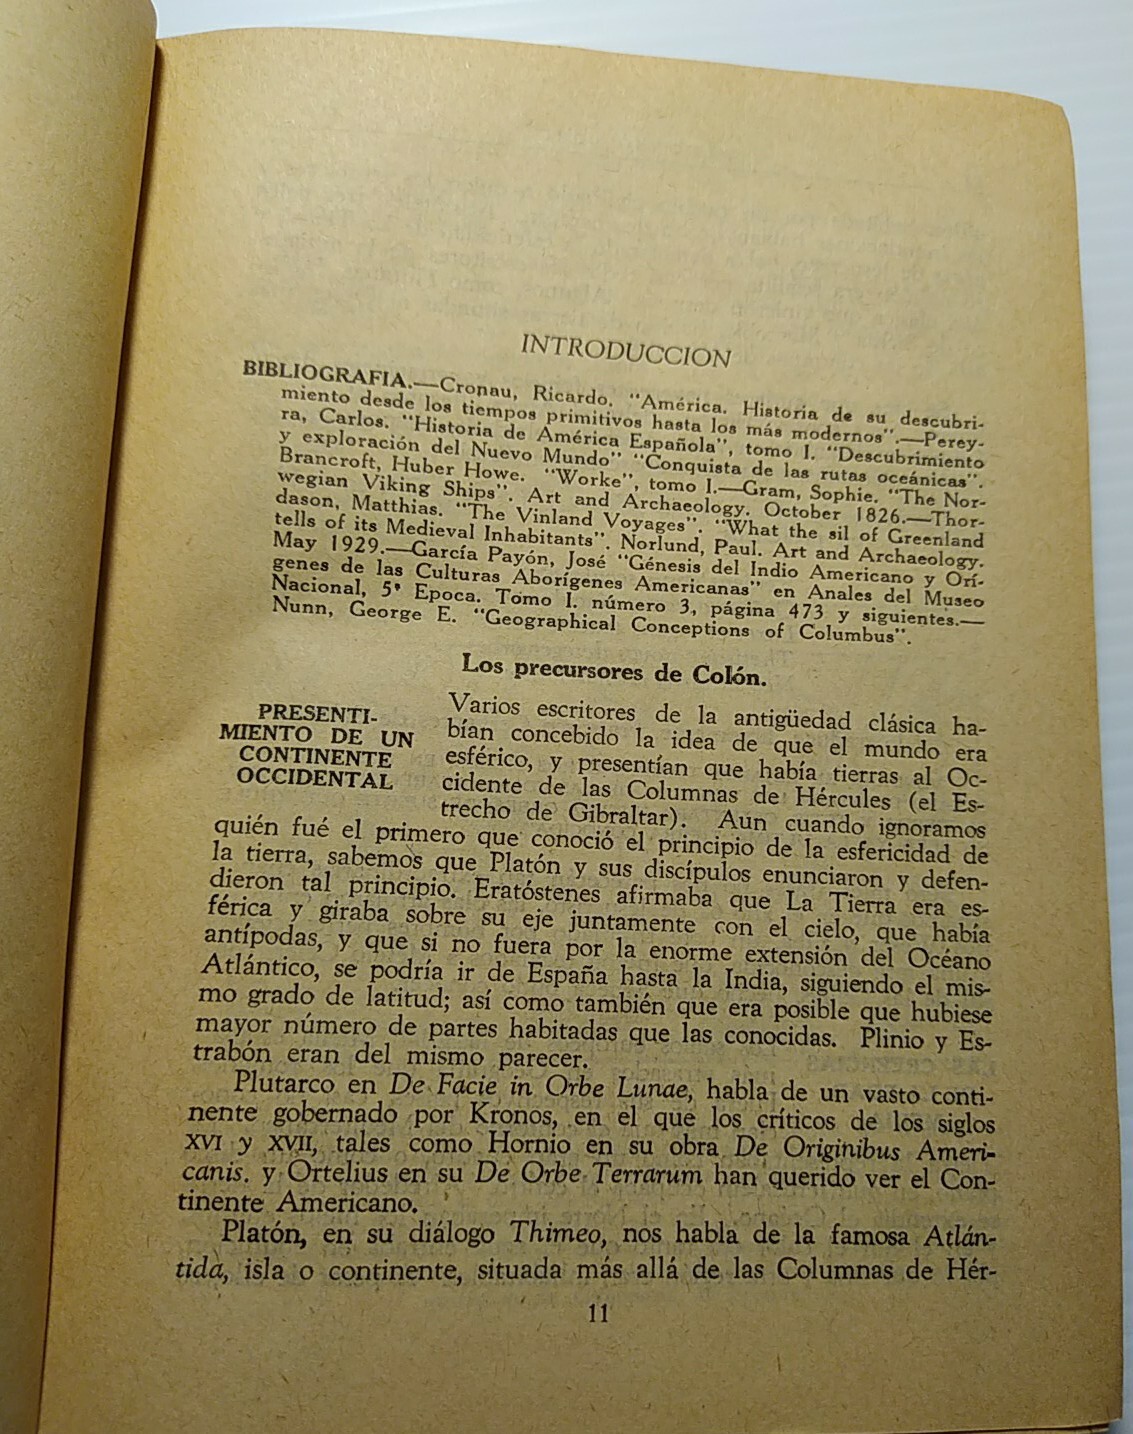 INTRODUCCION
BIBLIOGRAFIA.—Cronau, Ricardo. "América. Historia de su descubri-
miento desde los tiempos primitivos hasta los más modernos".—Perey-
ra, Carlos. "Historia de América Española", tomo I. "Descubrimiento
y exploración del Nuevo Mundo" "Conquista de las rutas oceánicas".
Brancroft, Huber Howe. "Worke", tomo I.—Gram, Sophie. "The Nor-
wegian Viking Ships". Art and Archaeology. October 1826.—Thor-
dason, Matthias. "The Vinland Voyages". "What the sil of Greenland
tells of its Medieval Inhabitants". Norlund, Paul. Art and Archaeology.
May 1929.—García Payón, José "Génesis del Indio Americano y Orí-
genes de las Culturas Aborígenes Americanas" en Anales del Museo
Nacional, 5ª Epoca. Tomo I. número 3, página 473 y siguientes.—
Nunn, George E. "Geographical Conceptions of Columbus".
Los precursores de Colón.
PRESENTI-
MIENTO DE UN
CONTINENTE
OCCIDENTAL
Varios escritores de la antigüedad clásica ha-
bían concebido la idea de que el mundo era
esférico, y presentían que había tierras al Oc-
cidente de las Columnas de Hércules (el Es-
trecho de Gibraltar). Aun cuando ignoramos
quién fué el primero que conoció el principio de la esfericidad de
la tierra, sabemos que Platón y sus discípulos enunciaron y defen-
dieron tal principio. Eratóstenes afirmaba que La Tierra era es-
férica y giraba sobre su eje juntamente con el cielo, que había
antípodas, y que si no fuera por la enorme extensión del Océano
Atlántico, se podría ir de España hasta la India, siguiendo el mis-
mo grado de latitud; así como también que era posible que hubiese
mayor número de partes habitadas que las conocidas. Plinio y Es-
trabón eran del mismo parecer.
Plutarco en De Facie in Orbe Lunae, habla de un vasto conti-
nente gobernado por Kronos, en el que los críticos de los siglos
XVI y XVII, tales como Hornio en su obra De Originibus Ameri-
canis. y Ortelius en su De Orbe Terrarum han querido ver el Con-
tinente Americano.
Platón, en su diálogo Thimeo, nos habla de la famosa Atlán-
tida, isla o continente, situada más allá de las Columnas de Hér-
11